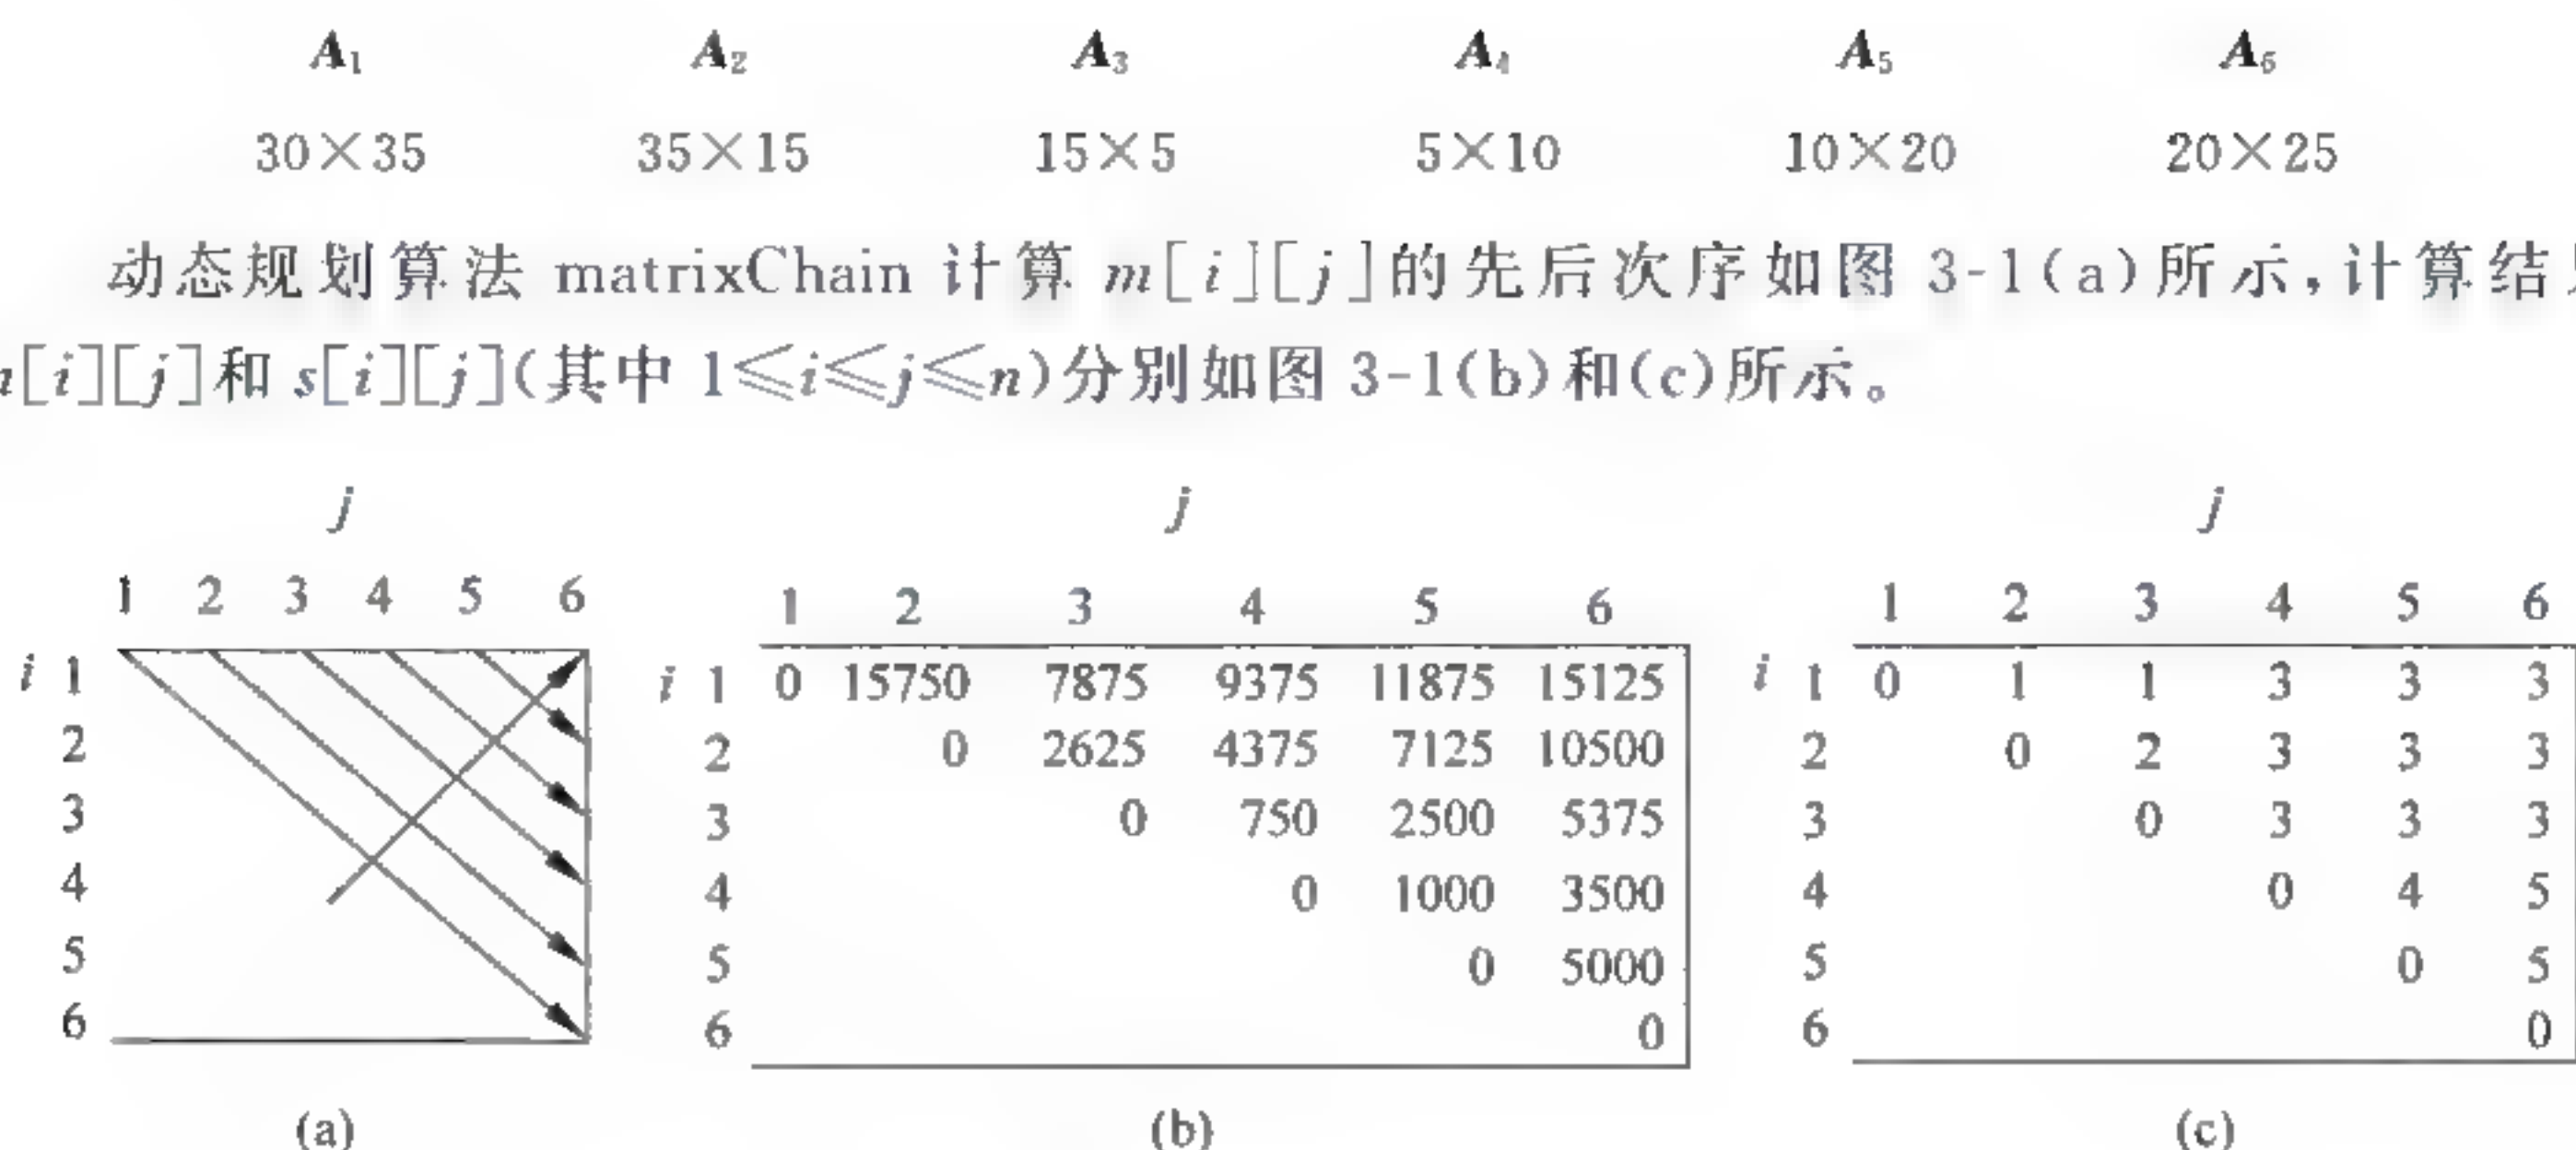 A₁ A₂ A₃ A₄ A₅ A₆
30×35 35×15 15×5 5×10 10×20 20×25
动态规划算法 matrixChain 计算 m[i][j]的先后次序如图 3-1(a)所示,计算结
[i][j]和 s[i][j](其中 1≤i≤j≤n)分别如图 3-1(b)和(c)所示。
j
1 2 3 4 5 6
i 1
2
3
4
5
6
(a)
j
1 2 3 4 5 6
i 1 0 15750 7875 9375 11875 15125
2 0 2625 4375 7125 10500
3 0 750 2500 5375
4 0 1000 3500
5 0 5000
6 0
(b)
j
1 2 3 4 5 6
i 1 0 1 1 3 3 3
2 0 2 3 3 3
3 0 3 3 3
4 0 4 5
5 0 5
6 0
(c)